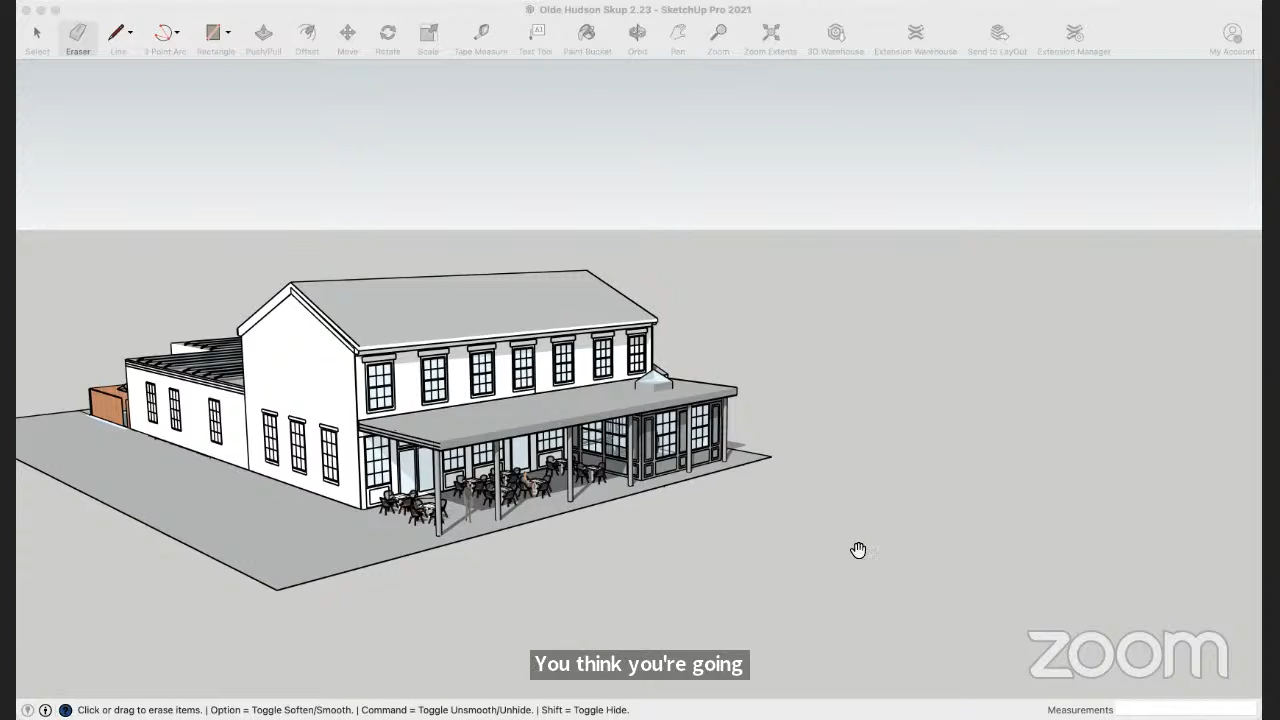 Olde Hudson Skup 2.23 - SketchUp Pro 2021
Select Eraser Line 3 Point Arc Rectangle Push/Pull Offset Move Rotate Scale Tape Measure Text Tool Paint Bucket Orbit Pan Zoom Zoom Extents 3D Warehouse Extension Warehouse Send to LayOut Extension Manager My Account
You think you're going
zoom
Click or drag to erase items. | Option = Toggle Soften/Smooth. | Command = Toggle Unsmooth/Unhide. | Shift = Toggle Hide. Measurements